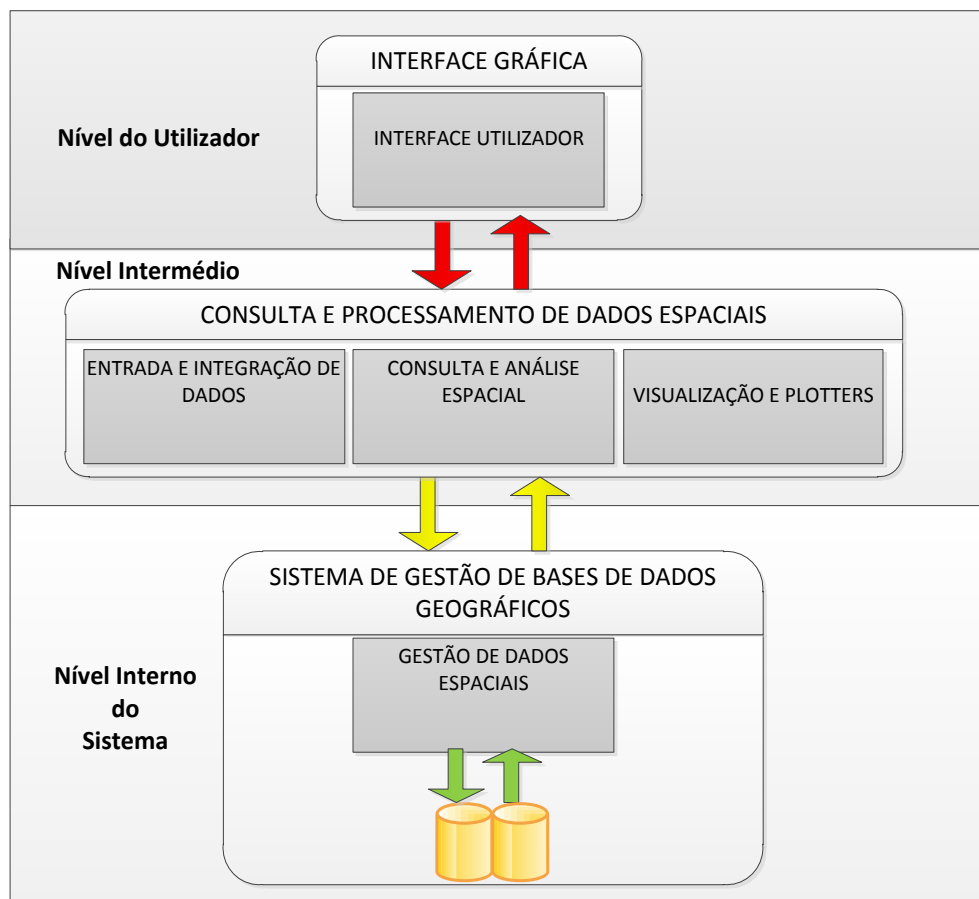 INTERFACE GRÁFICA
INTERFACE UTILIZADOR
Nível do Utilizador
Nível Intermédio
CONSULTA E PROCESSAMENTO DE DADOS ESPACIAIS
ENTRADA E INTEGRAÇÃO DE
DADOS
CONSULTA E ANÁLISE
ESPACIAL
VISUALIZAÇÃO E PLOTTERS
SISTEMA DE GESTÃO DE BASES DE DADOS
GEOGRÁFICOS
GESTÃO DE DADOS
ESPACIAIS
Nível Interno
do
Sistema